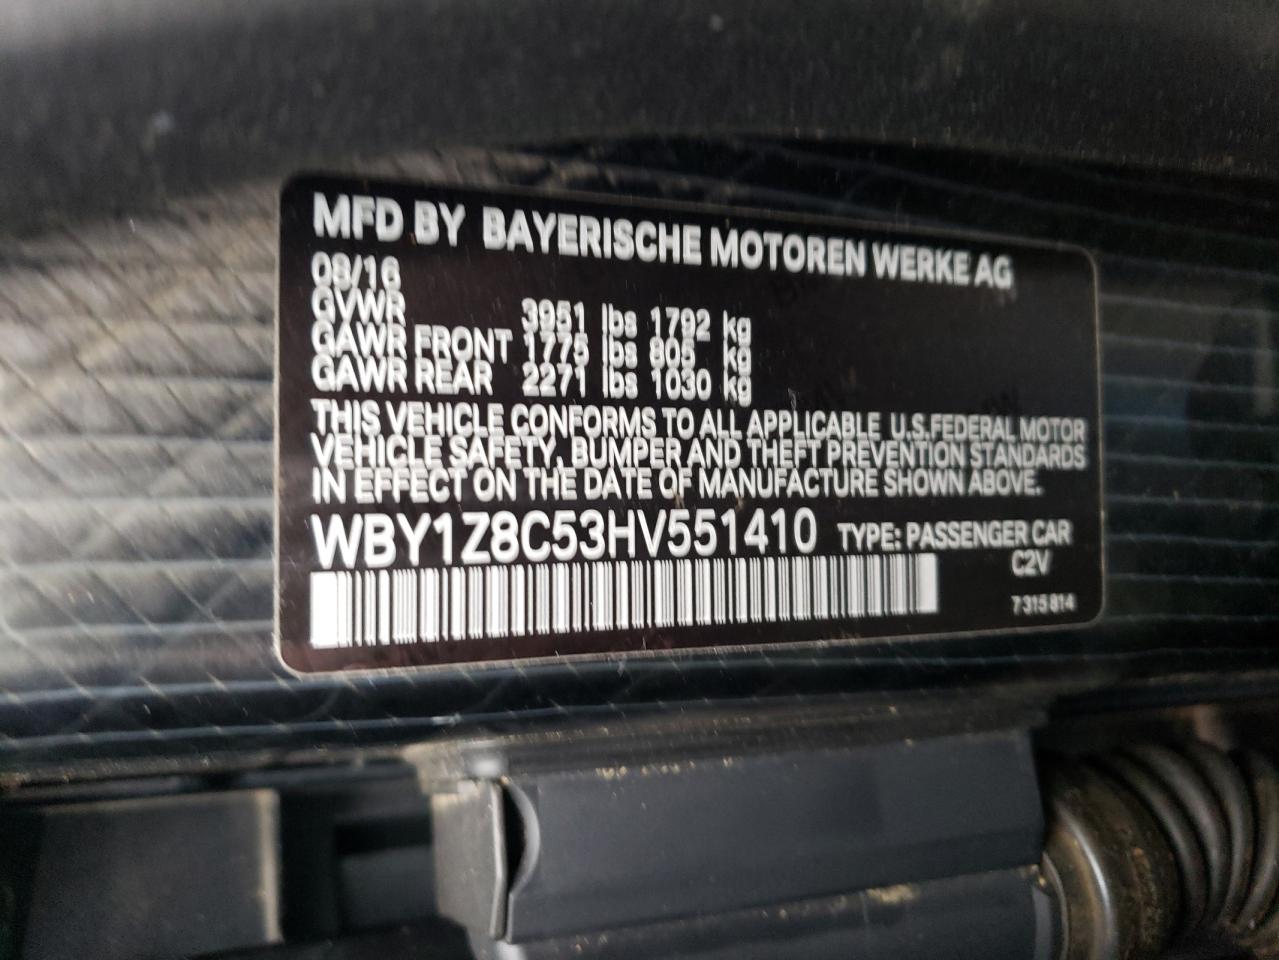 MFD BY BAYERISCHE MOTOREN WERKE AG
08/16
GVWR 3951 lbs 1792 kg
GAWR FRONT 1775 lbs 805 kg
GAWR REAR 2271 lbs 1030 kg
THIS VEHICLE CONFORMS TO ALL APPLICABLE U.S.FEDERAL MOTOR
VEHICLE SAFETY, BUMPER AND THEFT PREVENTION STANDARDS
IN EFFECT ON THE DATE OF MANUFACTURE SHOWN ABOVE.
WBY1Z8C53HV551410 TYPE: PASSENGER CAR
C2V
7315814